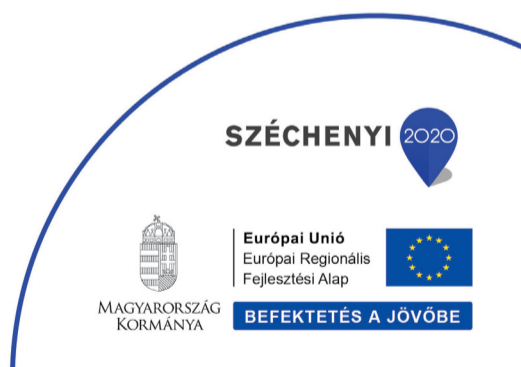 SZÉCHENYI 2020
Európai Unió
Európai Regionális
Fejlesztési Alap
MAGYARORSZÁG
KORMÁNYA
BEFEKTETÉS A JÖVŐBE